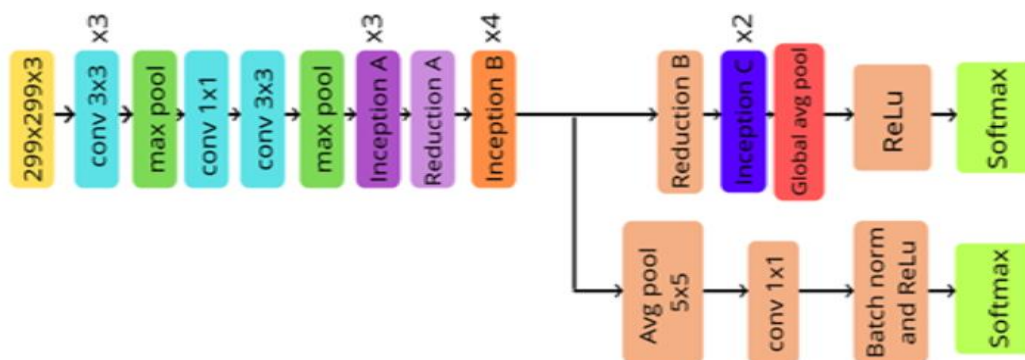 299x299x3
conv 3x3
x3
max pool
conv 1x1
conv 3x3
max pool
Inception A
x3
Reduction A
Inception B
x4
Reduction B
Inception C
x2
Global avg pool
ReLu
Softmax
Avg pool
5x5
conv 1x1
Batch norm
and ReLu
Softmax